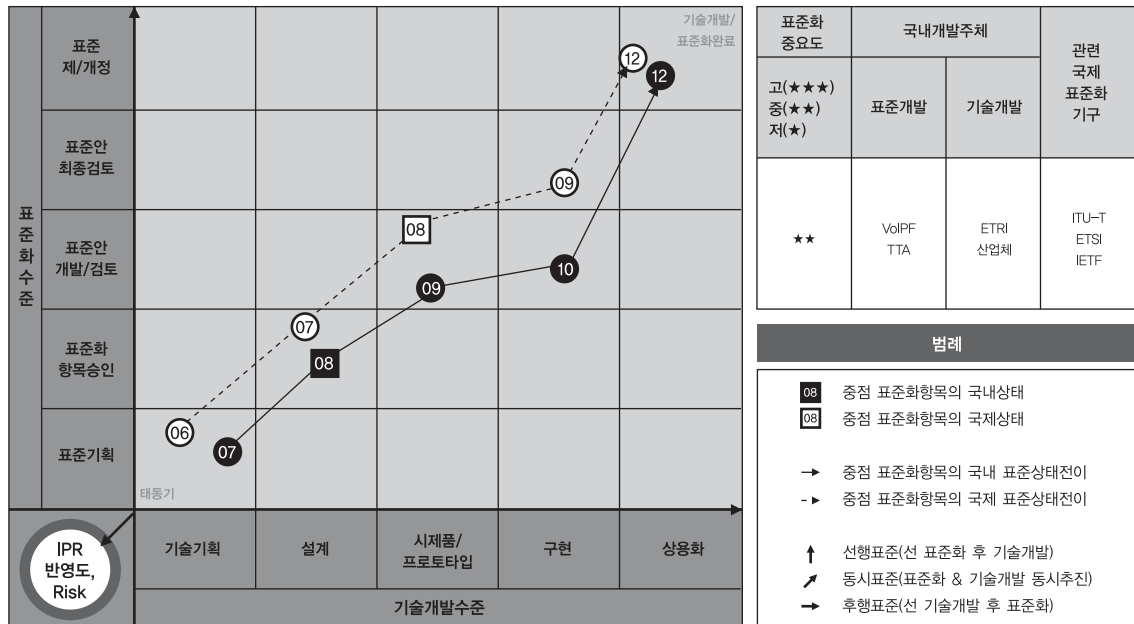 표준
제/개정
표준안
최종검토
표준안
개발/검토
표준화
항목승인
표준기획
표준화수준
기술개발/
표준화완료
12
12
09
08
10
09
07
08
06
07
태동기
IPR
반영도,
Risk
기술기획
설계
시제품/
프로토타입
구현
상용화
기술개발수준
표준화
중요도
국내개발주체
관련
국제
표준화
기구
고(★★★)
중(★★)
저(★)
표준개발
기술개발
★★
VoIPF
TTA
ETRI
산업체
ITU-T
ETSI
IETF
범례
08 중점 표준화항목의 국내상태
08 중점 표준화항목의 국제상태
중점 표준화항목의 국내 표준상태전이
중점 표준화항목의 국제 표준상태전이
선행표준(선 표준화 후 기술개발)
동시표준(표준화 & 기술개발 동시추진)
후행표준(선 기술개발 후 표준화)